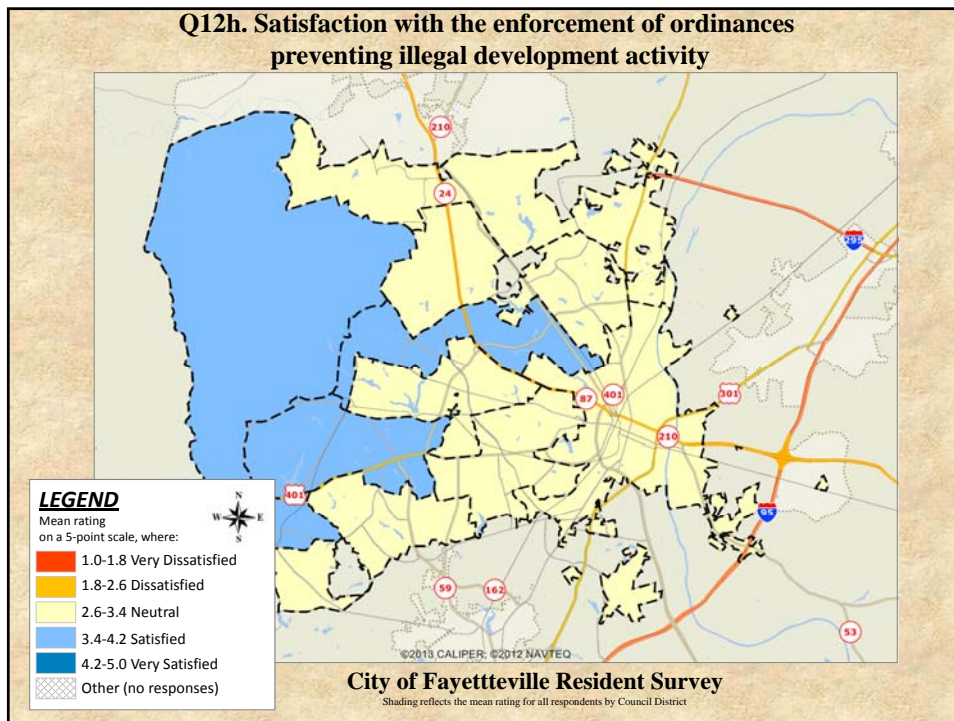 Q12h. Satisfaction with the enforcement of ordinances
preventing illegal development activity
210
24
295
87
401
301
210
401
95
59
162
53
LEGEND
Mean rating
on a 5-point scale, where:
N
W E
S
1.0-1.8 Very Dissatisfied
1.8-2.6 Dissatisfied
2.6-3.4 Neutral
3.4-4.2 Satisfied
4.2-5.0 Very Satisfied
Other (no responses)
©2013 CALIPER; ©2012 NAVTEQ
City of Fayettteville Resident Survey
Shading reflects the mean rating for all respondents by Council District